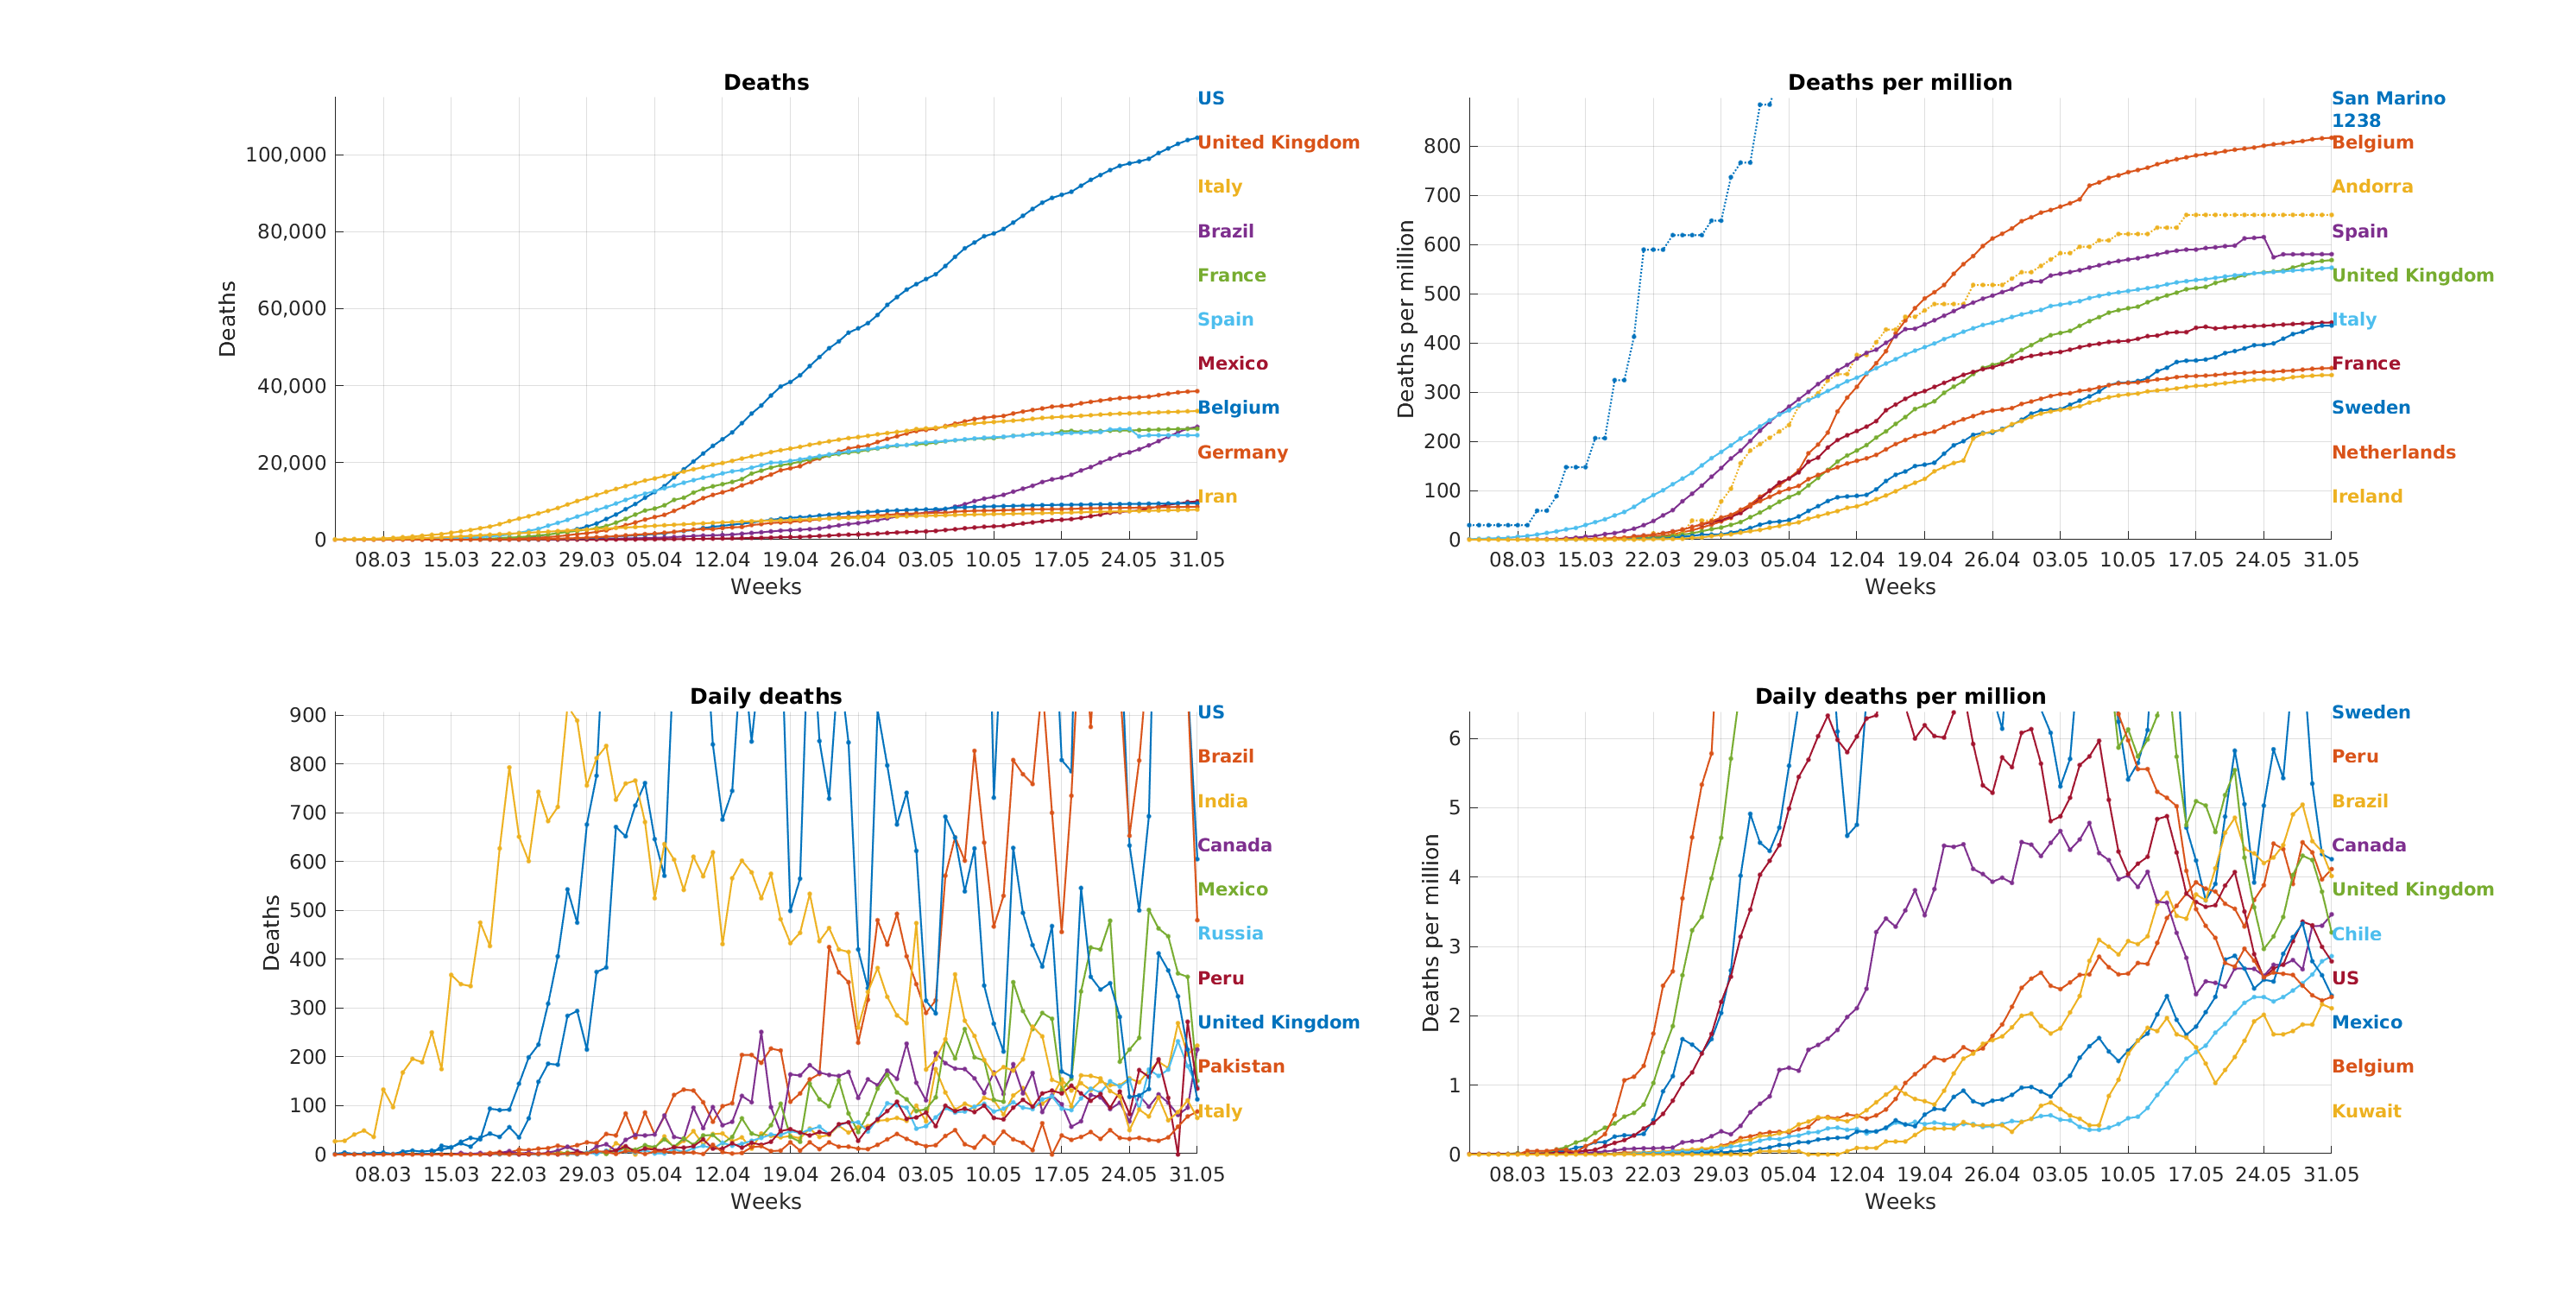 Deaths
Deaths
100,000
80,000
60,000
40,000
20,000
0
08.03 15.03 22.03 29.03 05.04 12.04 19.04 26.04 03.05 10.05 17.05 24.05 31.05
Weeks
US
United Kingdom
Italy
Brazil
France
Spain
Mexico
Belgium
Germany
Iran
Deaths per million
Deaths per million
800
700
600
500
400
300
200
100
0
08.03 15.03 22.03 29.03 05.04 12.04 19.04 26.04 03.05 10.05 17.05 24.05 31.05
Weeks
San Marino
1238
Belgium
Andorra
Spain
United Kingdom
Italy
France
Sweden
Netherlands
Ireland
Daily deaths
Deaths
900
800
700
600
500
400
300
200
100
0
08.03 15.03 22.03 29.03 05.04 12.04 19.04 26.04 03.05 10.05 17.05 24.05 31.05
Weeks
US
Brazil
India
Canada
Mexico
Russia
Peru
United Kingdom
Pakistan
Italy
Daily deaths per million
Deaths per million
6
5
4
3
2
1
0
08.03 15.03 22.03 29.03 05.04 12.04 19.04 26.04 03.05 10.05 17.05 24.05 31.05
Weeks
Sweden
Peru
Brazil
Canada
United Kingdom
Chile
US
Mexico
Belgium
Kuwait